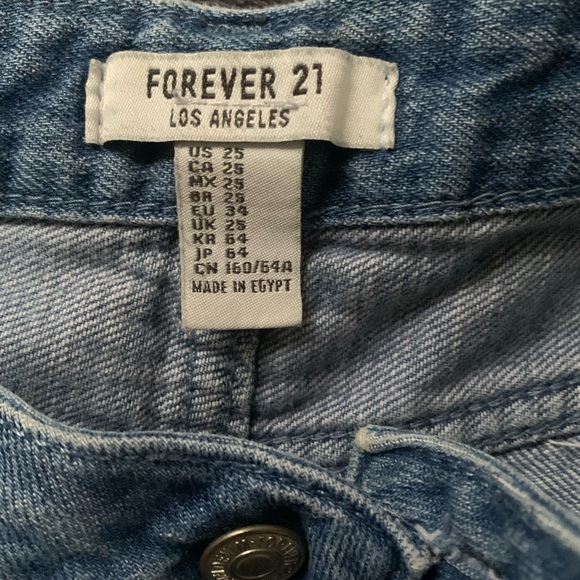 FOREVER 21
LOS ANGELES
US 25
CA 25
MX 25
BR 25
EU 34
UK 25
KR 64
JP 64
CN 160/64A
MADE IN EGYPT